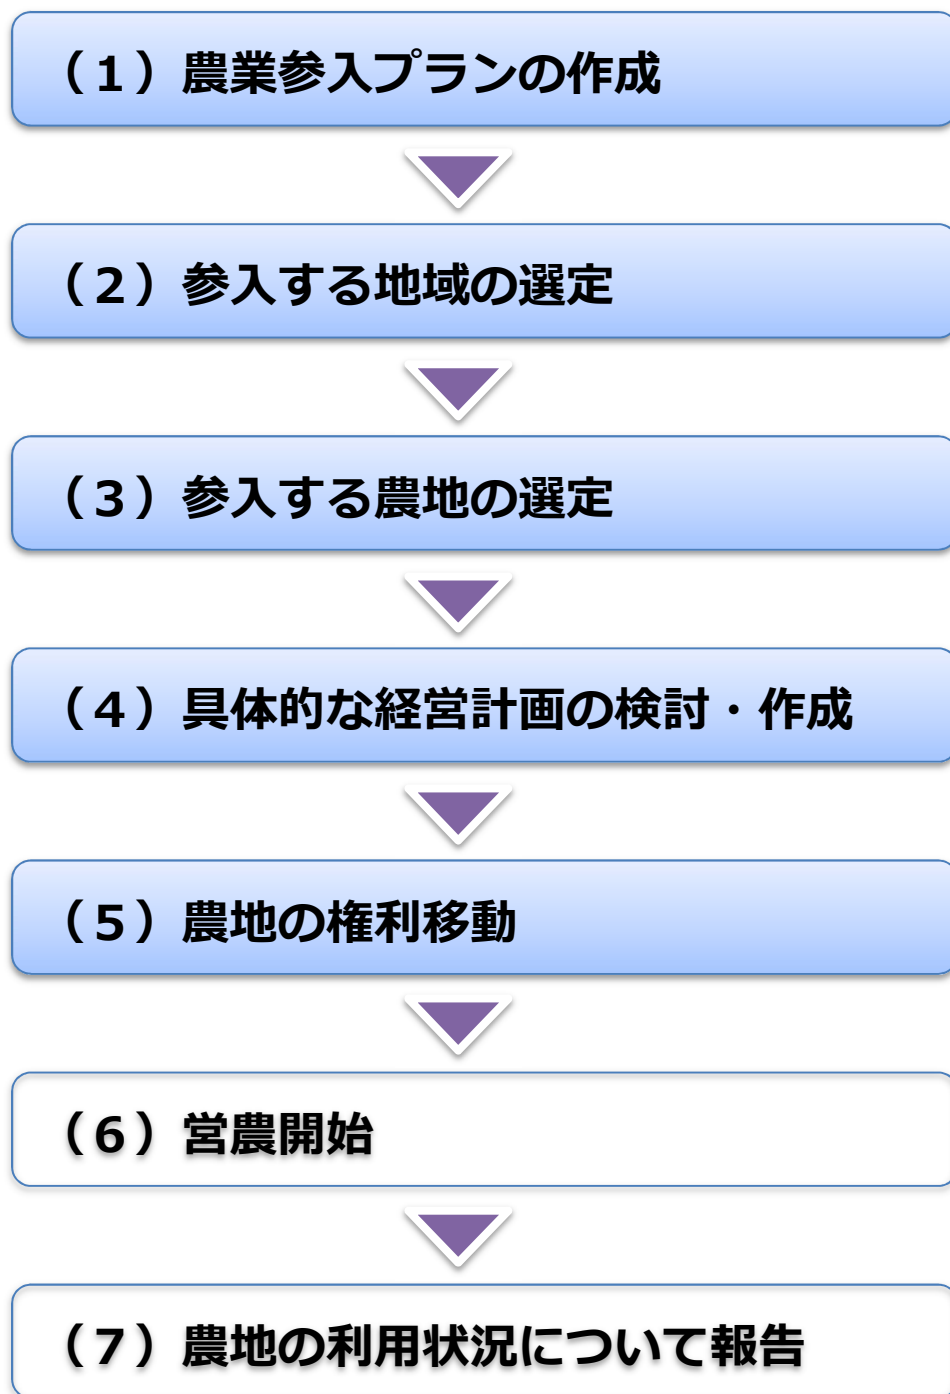 （１）農業参入プランの作成
（２）参入する地域の選定
（３）参入する農地の選定
（４）具体的な経営計画の検討・作成
（５）農地の権利移動
（６）営農開始
（７）農地の利用状況について報告